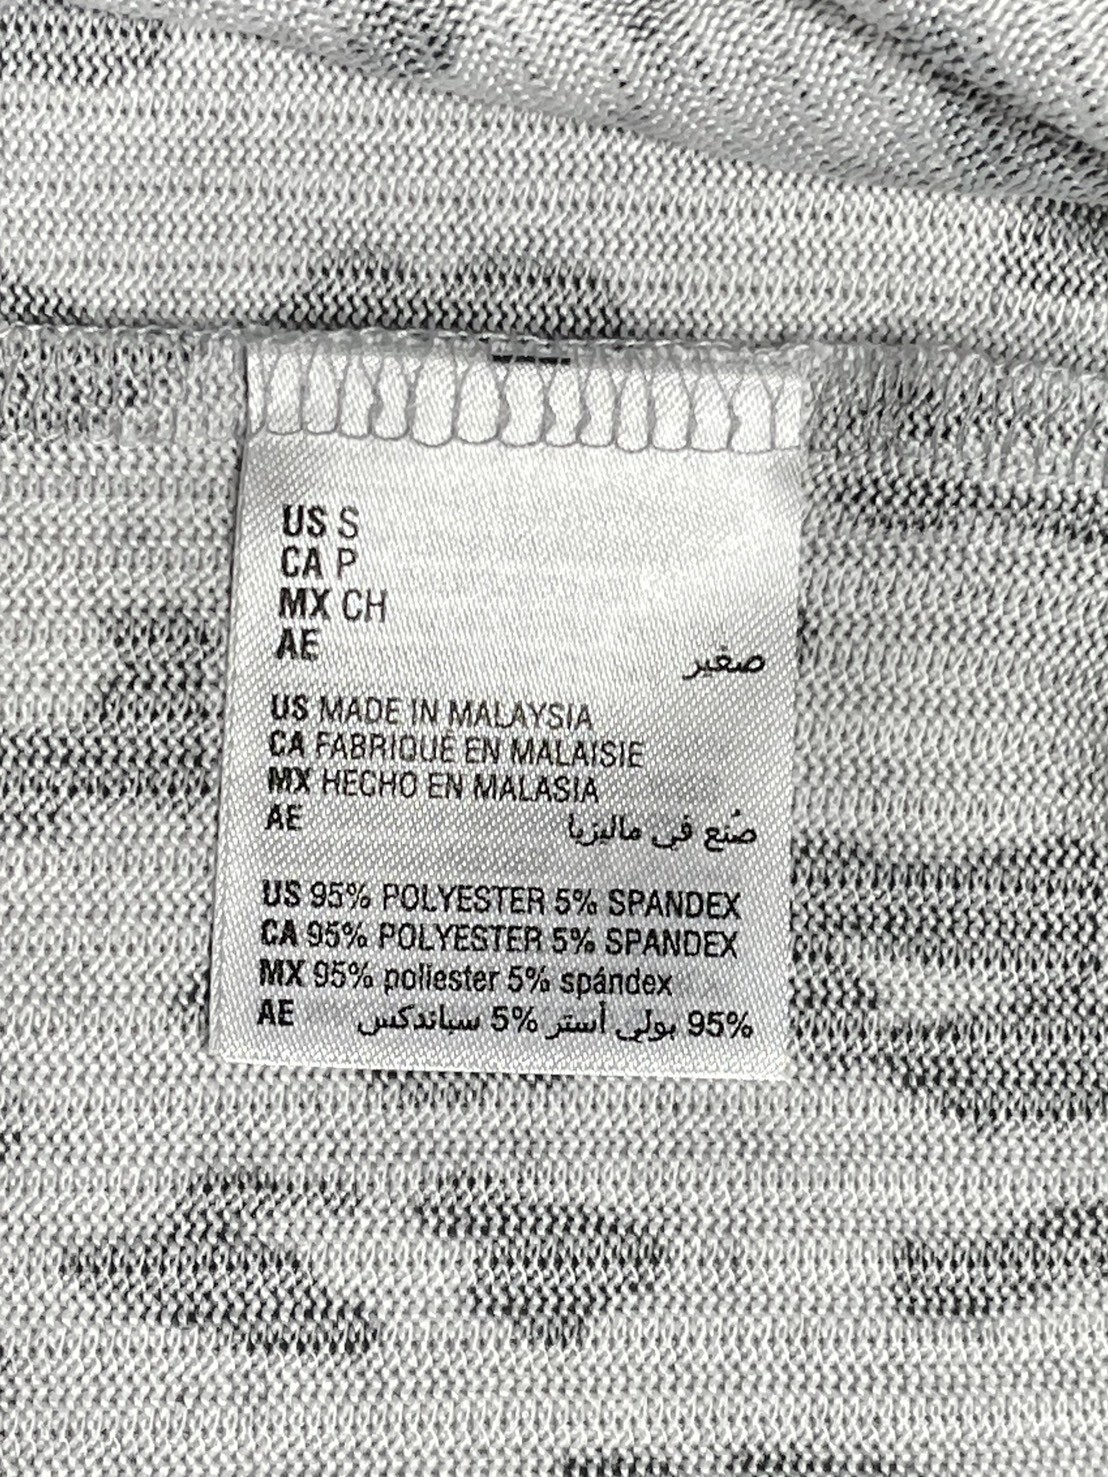 US S
CA P
MX CH
AE صغير
US MADE IN MALAYSIA
CA FABRIQUÉ EN MALAISIE
MX HECHO EN MALASIA
AE صُنع في ماليزيا
US 95% POLYESTER 5% SPANDEX
CA 95% POLYESTER 5% SPANDEX
MX 95% poliester 5% spándex
AE 95% بولي أستر 5% سباندكس